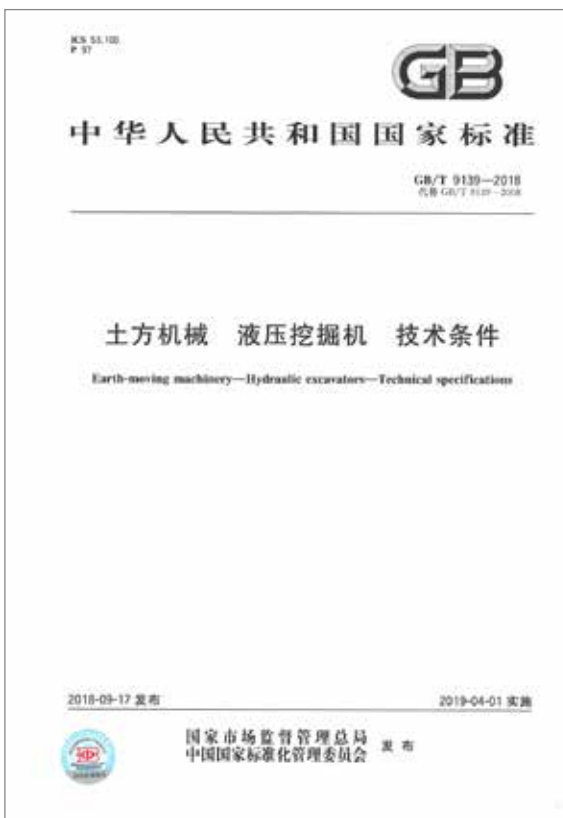 ICS 53.100
P 97
GB
中华人民共和国国家标准
GB/T 9139—2018
代替 GB/T 9139—2008
土方机械 液压挖掘机 技术条件
Earth-moving machinery—Hydraulic excavators—Technical specifications
2018-09-17 发布
2019-04-01 实施
国家市场监督管理总局
中国国家标准化管理委员会
发布